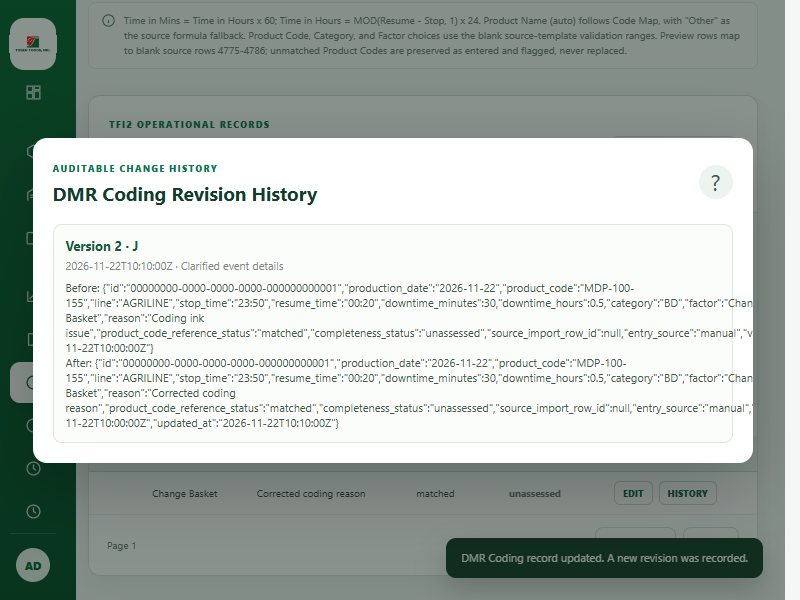 Time in Mins = Time in Hours x 60; Time in Hours = MOD(Resume - Stop, 1) x 24. Product Name (auto) follows Code Map, with "Other" as
the source formula fallback. Product Code, Category, and Factor choices use the blank source-template validation ranges. Preview rows map
to blank source rows 4775-4786; unmatched Product Codes are preserved as entered and flagged, never replaced.
TFI2 OPERATIONAL RECORDS
AUDITABLE CHANGE HISTORY
DMR Coding Revision History
?
Version 2 · J
2026-11-22T10:10:00Z · Clarified event details
Before: {"id":"00000000-0000-0000-0000-000000000001","production_date":"2026-11-22","product_code":"MDP-100-
155","line":"AGRILINE","stop_time":"23:50","resume_time":"00:20","downtime_minutes":30,"downtime_hours":0.5,"category":"BD","factor":"Chan
Basket","reason":"Coding ink
issue","product_code_reference_status":"matched","completeness_status":"unassessed","source_import_row_id":null,"entry_source":"manual","v
11-22T10:00:00Z"}
After: {"id":"00000000-0000-0000-0000-000000000001","production_date":"2026-11-22","product_code":"MDP-100-
155","line":"AGRILINE","stop_time":"23:50","resume_time":"00:20","downtime_minutes":30,"downtime_hours":0.5,"category":"BD","factor":"Chan
Basket","reason":"Corrected coding
reason","product_code_reference_status":"matched","completeness_status":"unassessed","source_import_row_id":null,"entry_source":"manual","
11-22T10:00:00Z","updated_at":"2026-11-22T10:10:00Z"}
Change Basket Corrected coding reason matched unassessed EDIT HISTORY
Page 1
AD
DMR Coding record updated. A new revision was recorded.